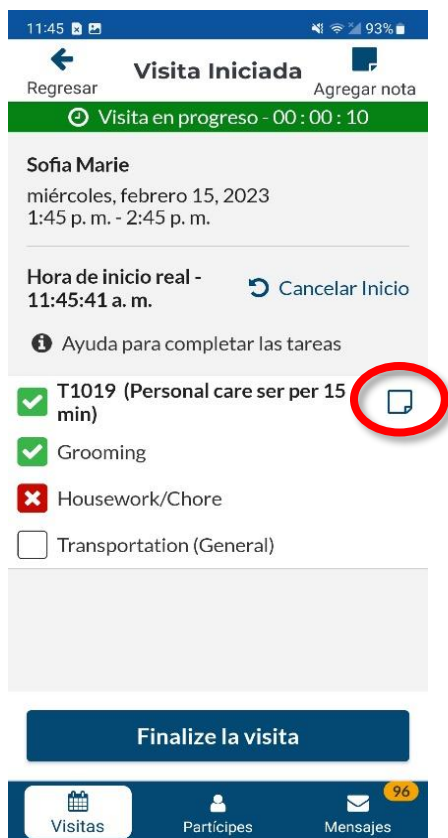 11:45 93%
Regresar Visita Iniciada Agregar nota
Visita en progreso - 00 : 00 : 10
Sofia Marie
miércoles, febrero 15, 2023
1:45 p. m. - 2:45 p. m.
Hora de inicio real -
11:45:41 a. m.
Cancelar Inicio
Ayuda para completar las tareas
T1019 (Personal care ser per 15
min)
Grooming
Housework/Chore
Transportation (General)
Finalize la visita
96
Visitas Partícipes Mensajes